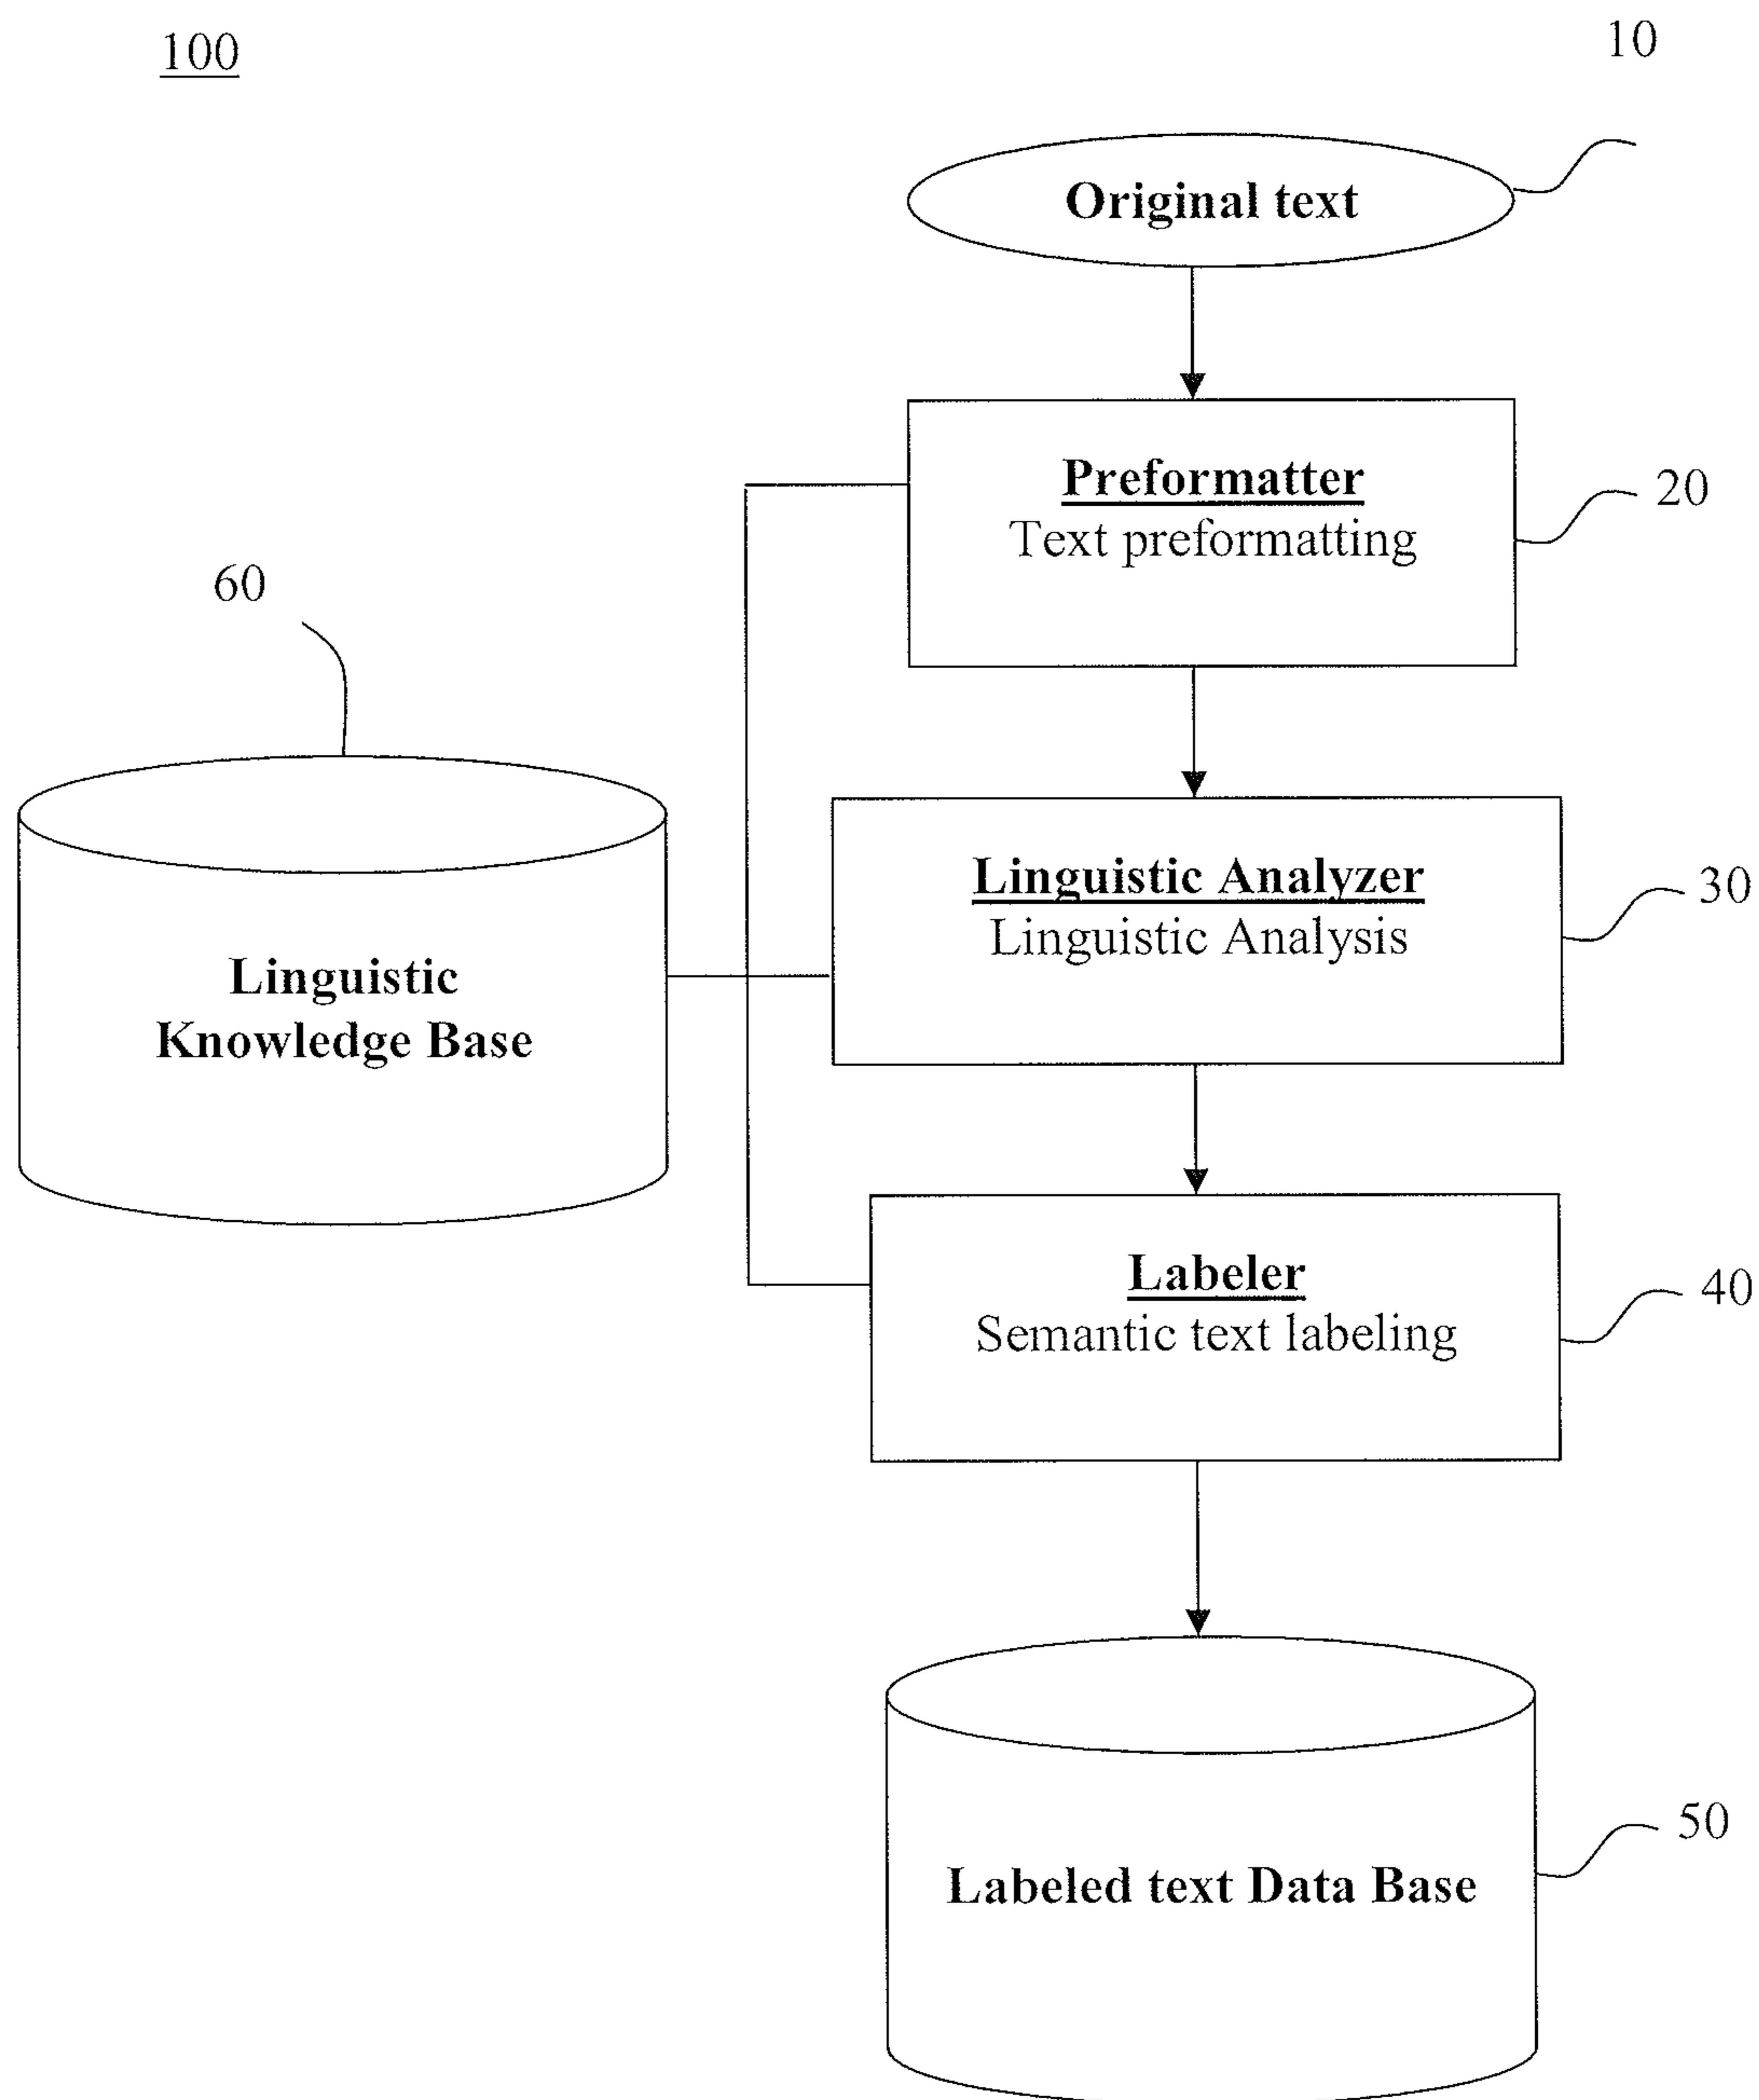 100
10
Original text
Preformatter
Text preformatting
20
60
Linguistic
Knowledge Base
Linguistic Analyzer
Linguistic Analysis
30
Labeler
Semantic text labeling
40
Labeled text Data Base
50